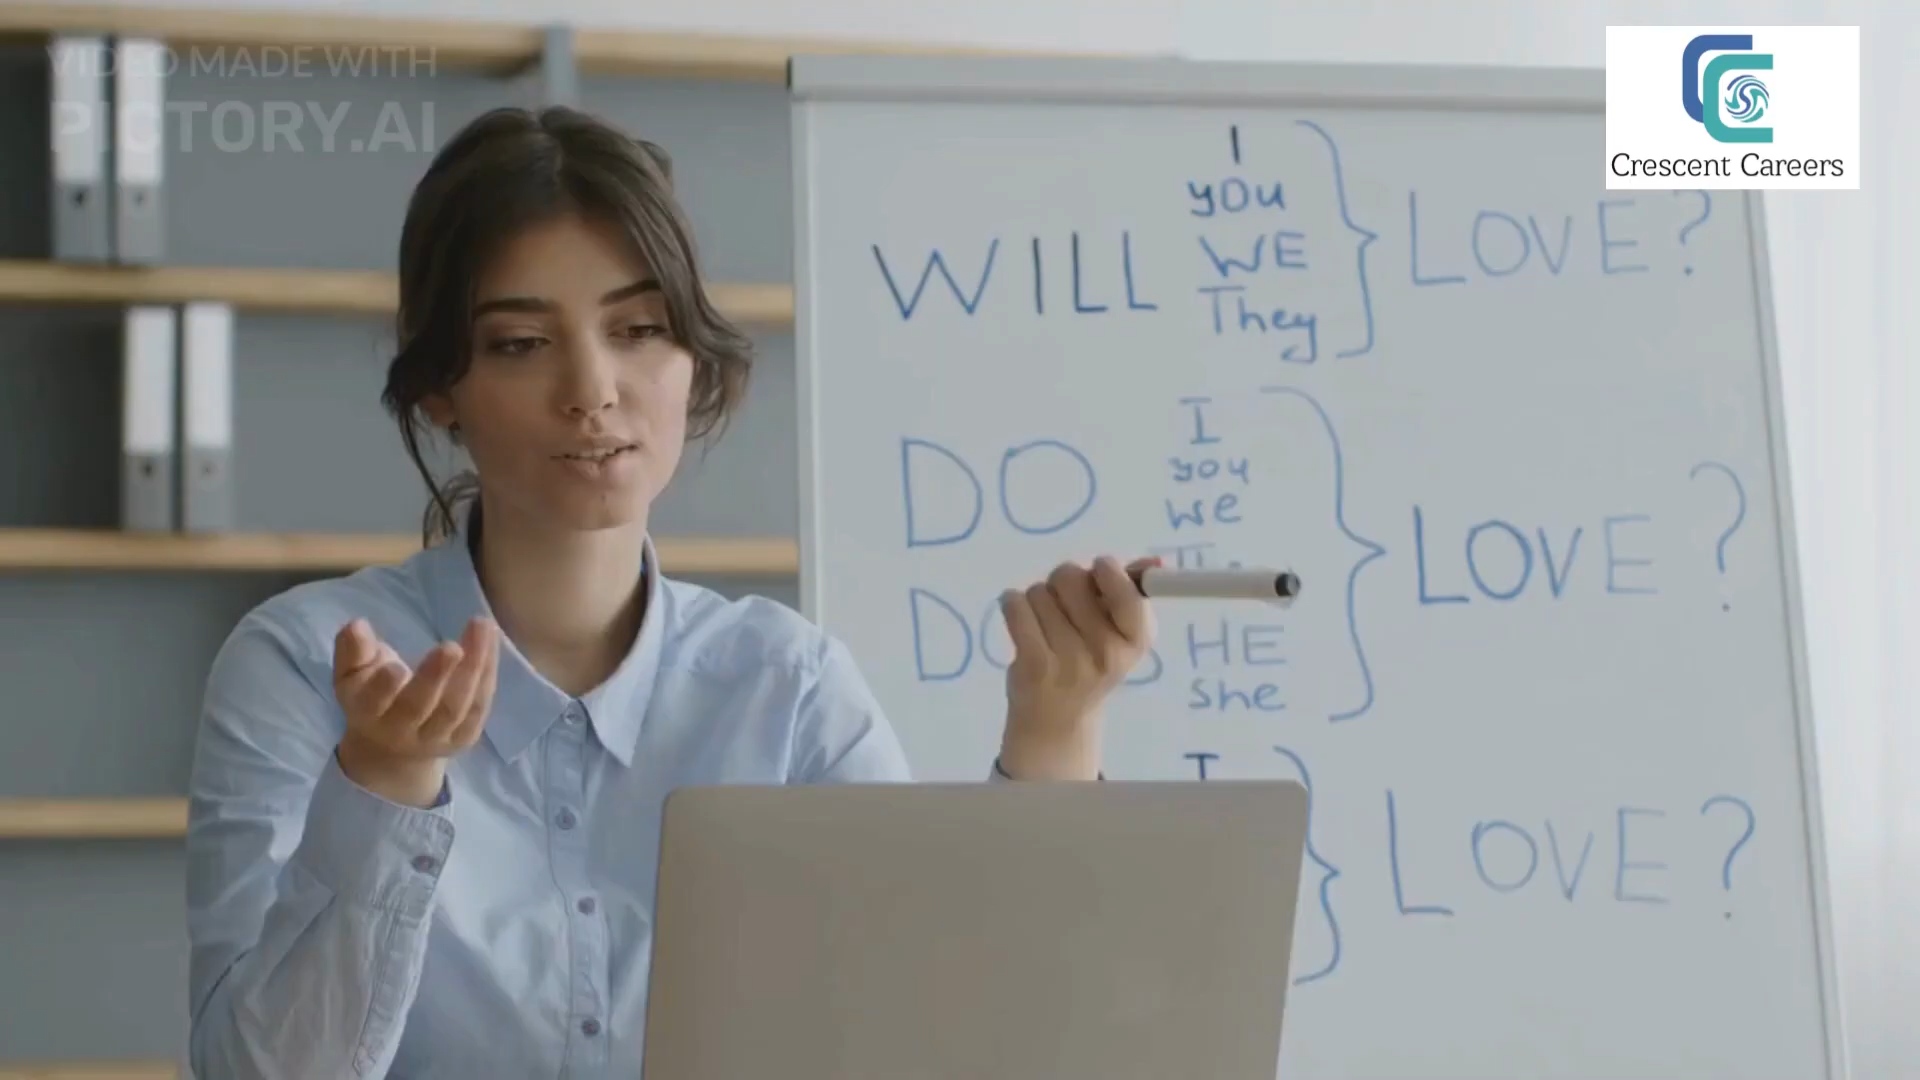 VIDEO MADE WITH
PICTORY.AI
Crescent Careers
WILL
I
you
WE
They
LOVE?
DO
I
you
we
LOVE?
HE
she
I
LOVE?